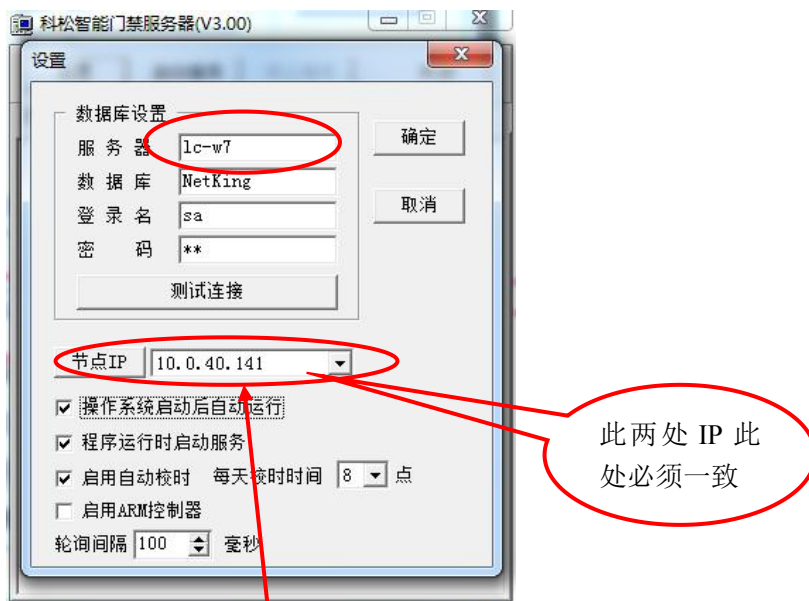 科松智能门禁服务器(V3.00)
设置
数据库设置
服务器 lc-w7
确定
数据库 NetKing
登录名 sa
取消
密码 **
测试连接
节点IP 10.0.40.141
操作系统启动后自动运行
程序运行时启动服务
启用自动校时 每天校时时间 8 点
启用ARM控制器
轮询间隔 100 毫秒
此两处 IP 此
处必须一致